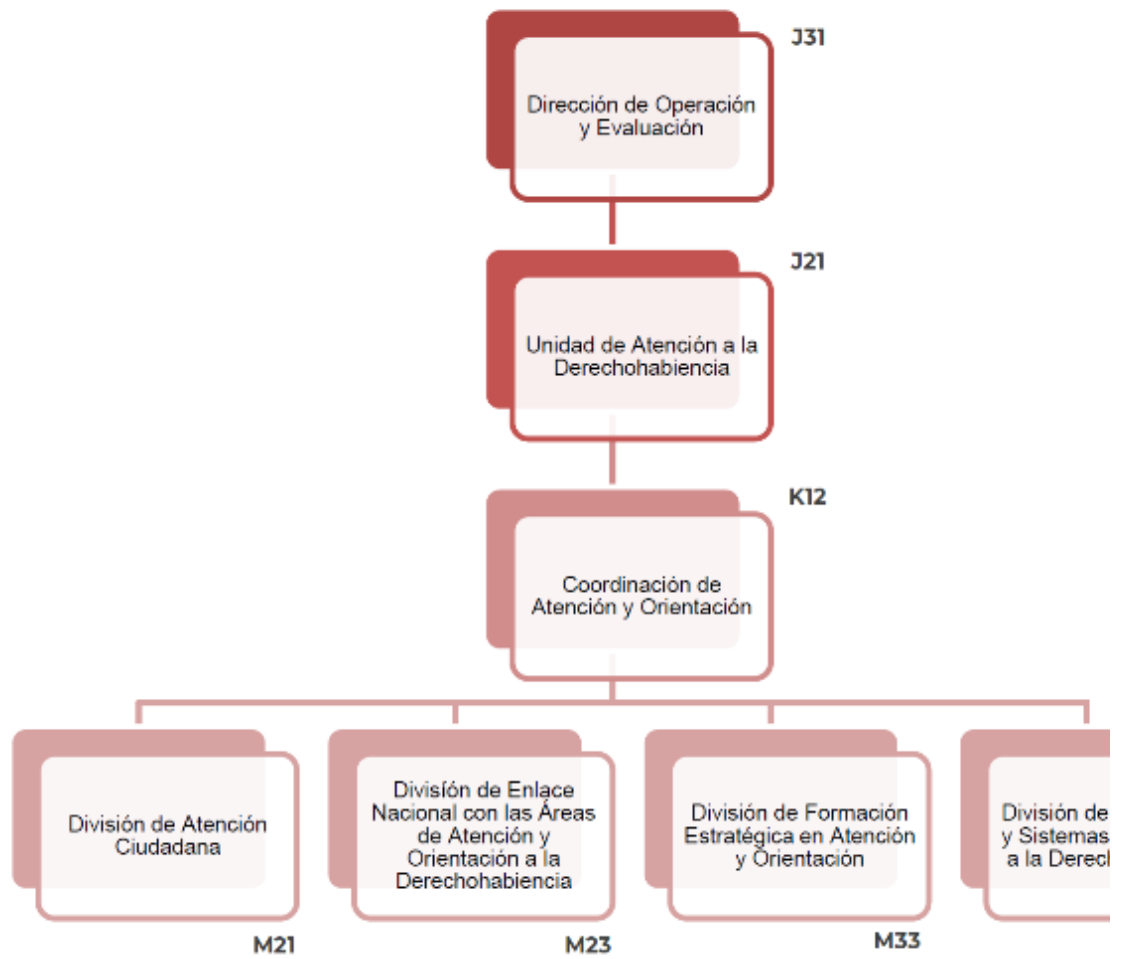 J31
Dirección de Operación
y Evaluación
J21
Unidad de Atención a la
Derechohabiencia
K12
Coordinación de
Atención y Orientación
División de Atención
Ciudadana
M21
Divisíón de Enlace
Nacional con las Áreas
de Atención y
Orientación a la
Derechohabiencia
M23
División de Formación
Estratégica en Atención
y Orientación
M33
División de
y Sistemas
a la